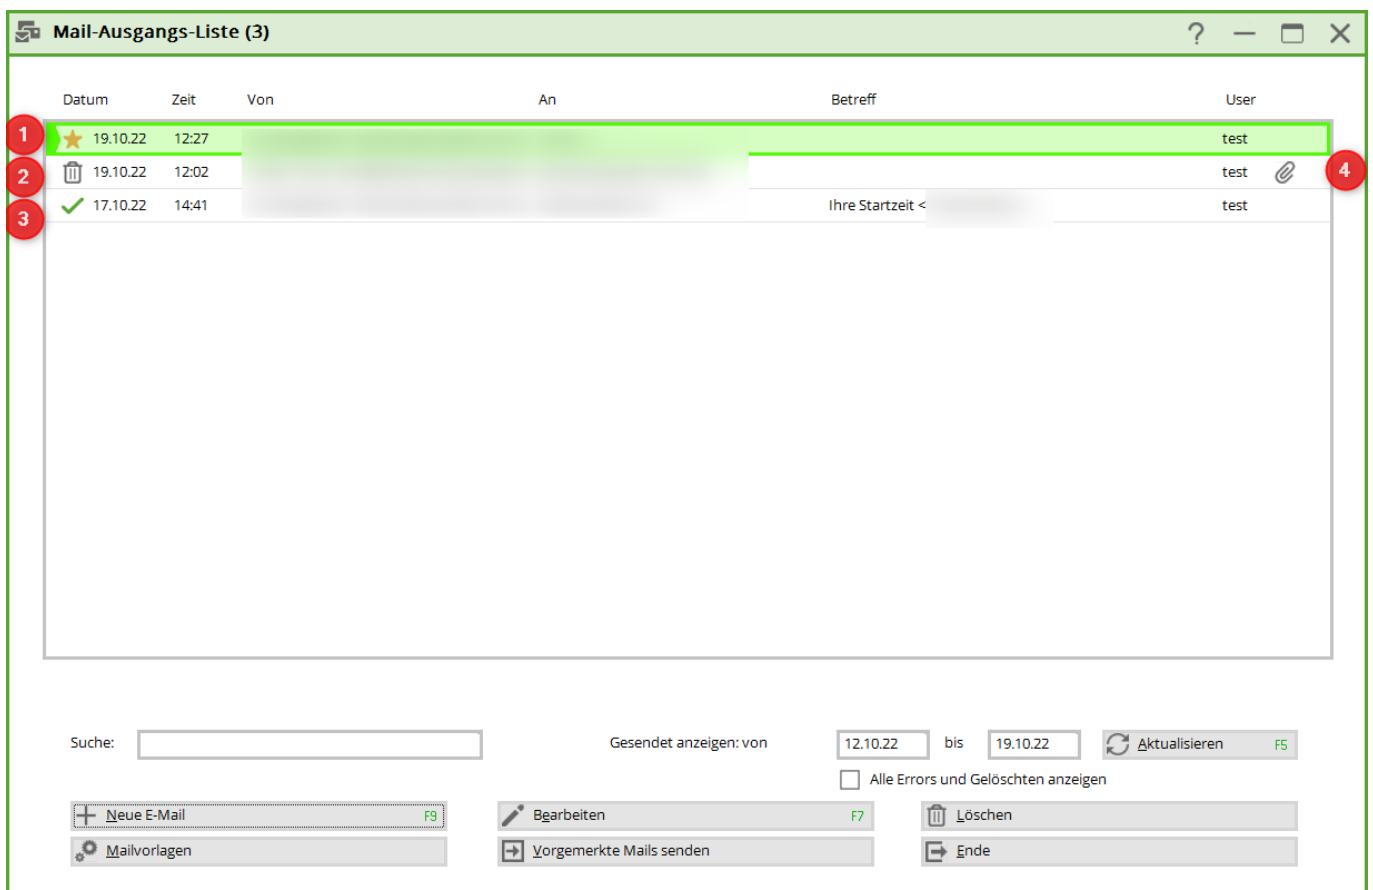 Mail-Ausgangs-Liste (3)
Datum Zeit Von An Betreff User
1 19.10.22 12:27 test
2 19.10.22 12:02 test 4
3 17.10.22 14:41 Ihre Startzeit < test
Suche: Gesendet anzeigen: von 12.10.22 bis 19.10.22 Aktualisieren F5
Alle Errors und Gelöschten anzeigen
Neue E-Mail F9 Bearbeiten F7 Löschen
Mailvorlagen Vorgemerkte Mails senden Ende